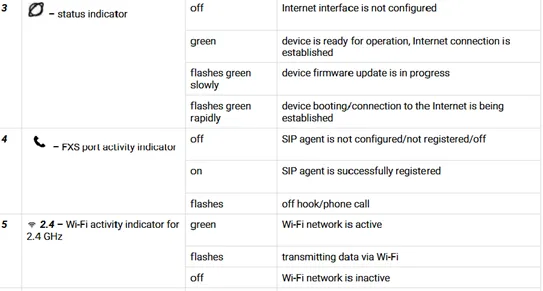 3
– status indicator
off
Internet interface is not configured
green
device is ready for operation, Internet connection is
established
flashes green
slowly
device firmware update is in progress
flashes green
rapidly
device booting/connection to the Internet is being
established
4
– FXS port activity indicator
off
SIP agent is not configured/not registered/off
on
SIP agent is successfully registered
flashes
off hook/phone call
5
2.4 – Wi-Fi activity indicator for
2.4 GHz
green
Wi-Fi network is active
flashes
transmitting data via Wi-Fi
off
Wi-Fi network is inactive